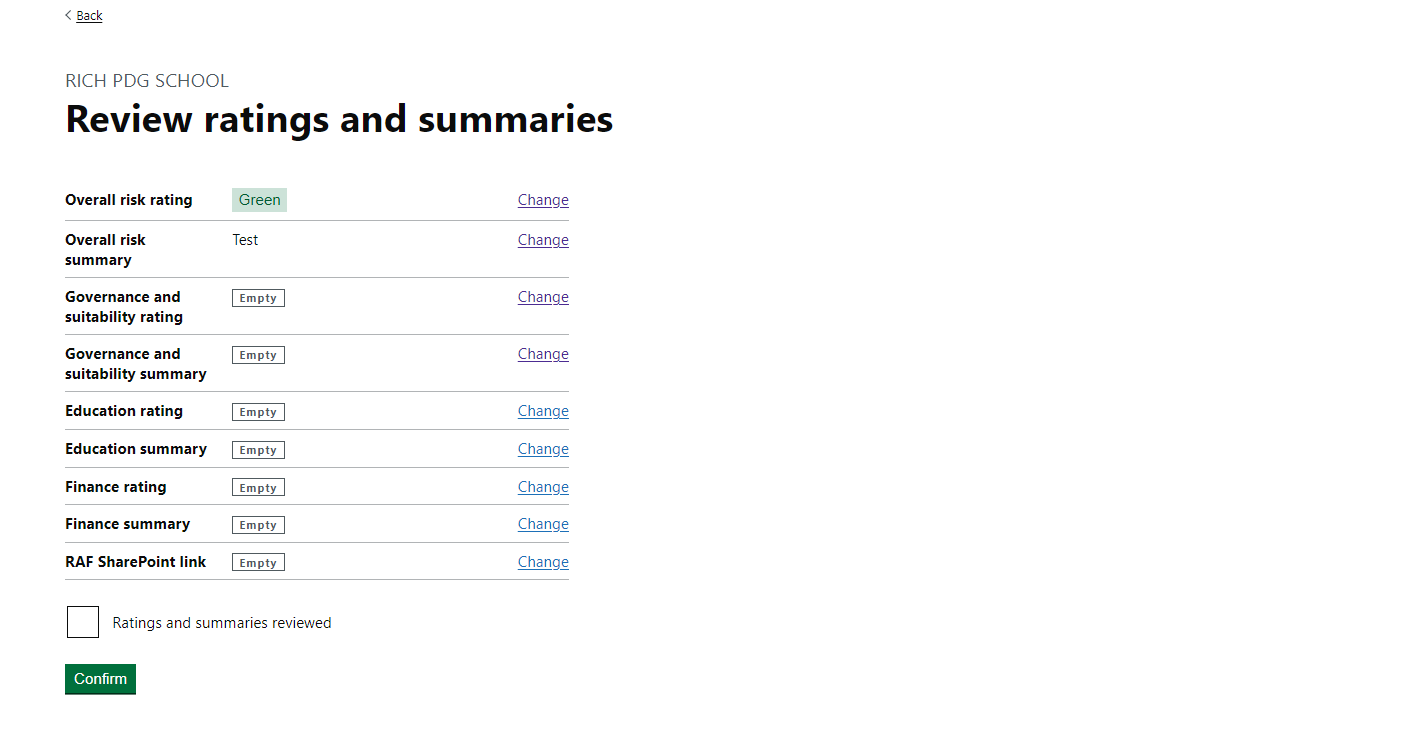 Back
RICH PDG SCHOOL
Review ratings and summaries
Overall risk rating Green Change
Overall risk summary Test Change
Governance and suitability rating Empty Change
Governance and suitability summary Empty Change
Education rating Empty Change
Education summary Empty Change
Finance rating Empty Change
Finance summary Empty Change
RAF SharePoint link Empty Change
Ratings and summaries reviewed
Confirm